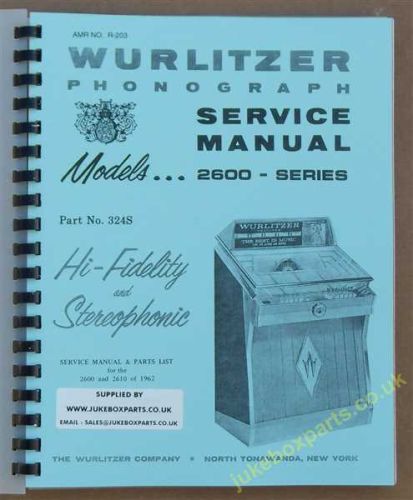 AMR NO. R-203
WURLITZER
PHONOGRAPH
SERVICE
MANUAL
Models... 2600 - SERIES
Part No. 324S
Hi-Fidelity
and
Stereophonic
WURLITZER
SERVICE MANUAL & PARTS LIST
for the
2600 and 2610 of 1962
SUPPLIED BY
WWW.JUKEBOXPARTS.CO.UK
EMAIL : SALES@JUKEBOXPARTS.CO.UK
THE WURLITZER COMPANY • NORTH TONAWANDA, NEW YORK
jukeboxparts.co.uk